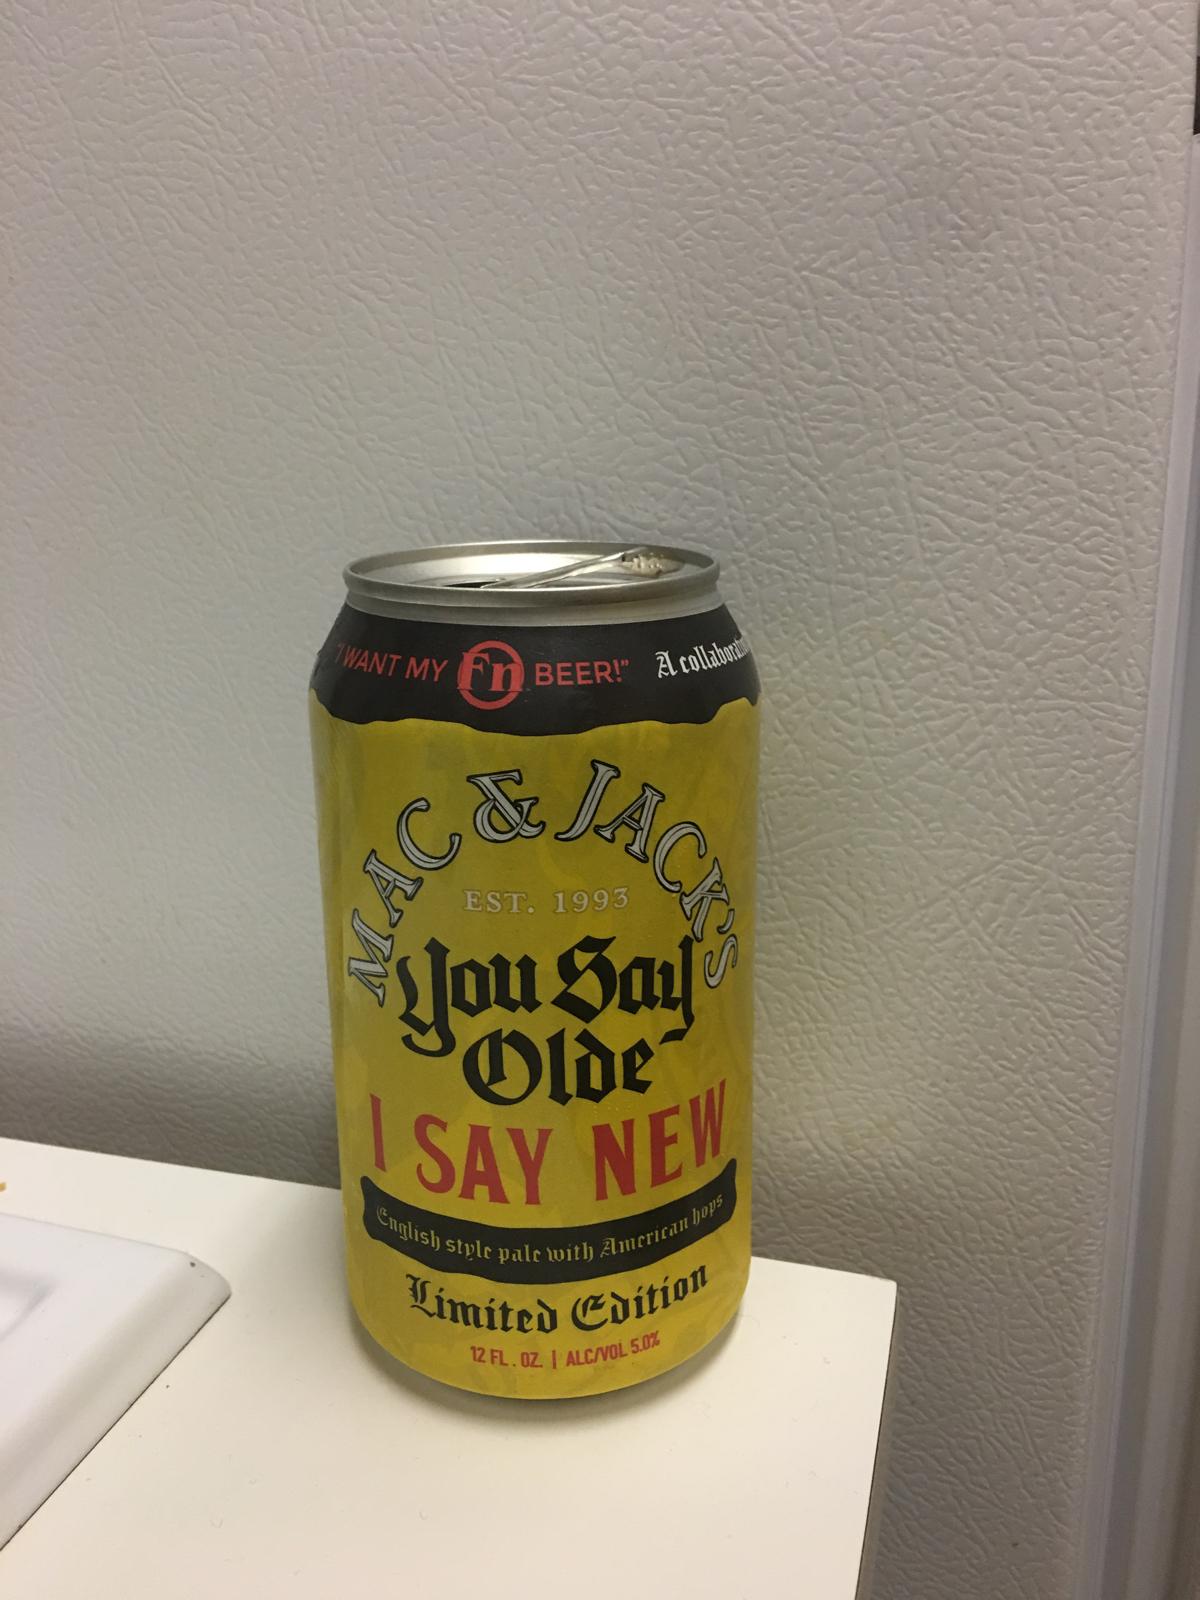 "I WANT MY Fn BEER!" A
MAC & JACK'S
EST. 1993
You Say
Olde
I SAY NEW
English style pale with American hops
Limited Edition
12 FL. OZ. | ALC/VOL 5.0%